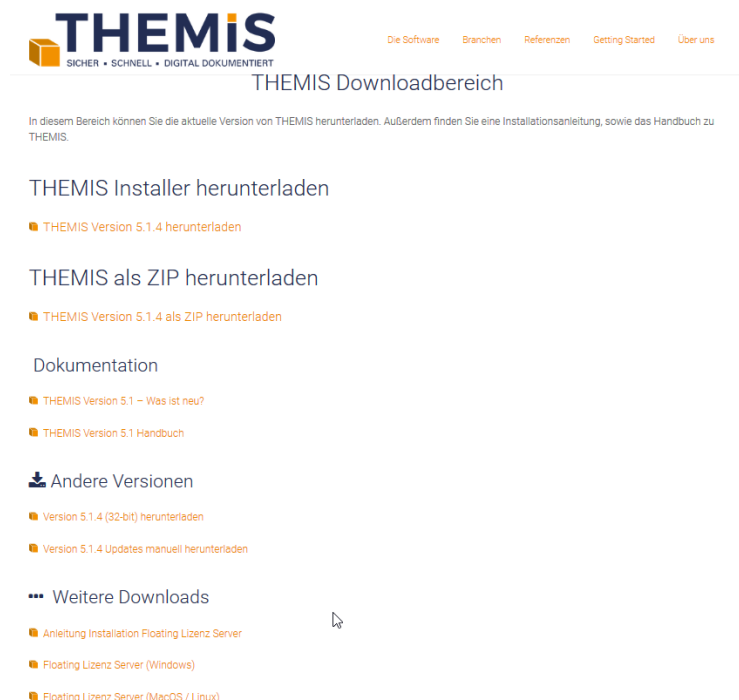 THEMIS
SICHER • SCHNELL • DIGITAL DOKUMENTIERT
Die Software Branchen Referenzen Getting Started Über uns
THEMIS Downloadbereich
In diesem Bereich können Sie die aktuelle Version von THEMIS herunterladen. Außerdem finden Sie eine Installationsanleitung, sowie das Handbuch zu
THEMIS.
THEMIS Installer herunterladen
THEMIS Version 5.1.4 herunterladen
THEMIS als ZIP herunterladen
THEMIS Version 5.1.4 als ZIP herunterladen
Dokumentation
THEMIS Version 5.1 – Was ist neu?
THEMIS Version 5.1 Handbuch
Andere Versionen
Version 5.1.4 (32-bit) herunterladen
Version 5.1.4 Updates manuell herunterladen
Weitere Downloads
Anleitung Installation Floating Lizenz Server
Floating Lizenz Server (Windows)
Floating Lizenz Server (MacOS / Linux)